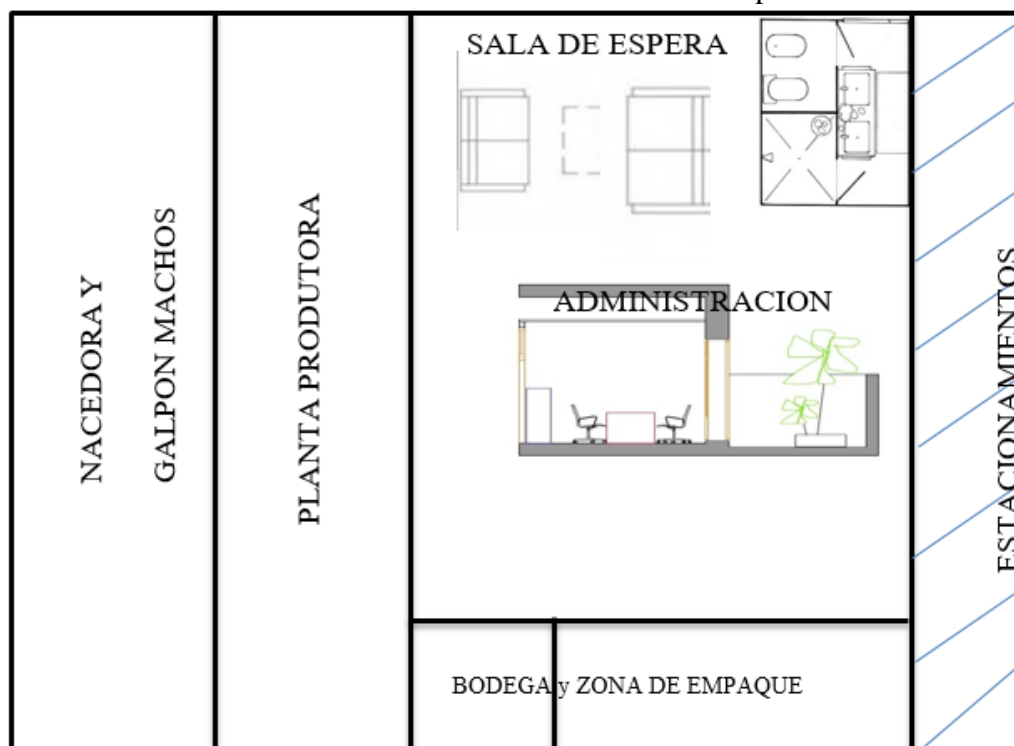 SALA DE ESPERA
NACEDORA Y
GALPON MACHOS
PLANTA PRODUTORA
ADMINISTRACION
ESTACIONAMIENTOS
BODEGA y ZONA DE EMPAQUE